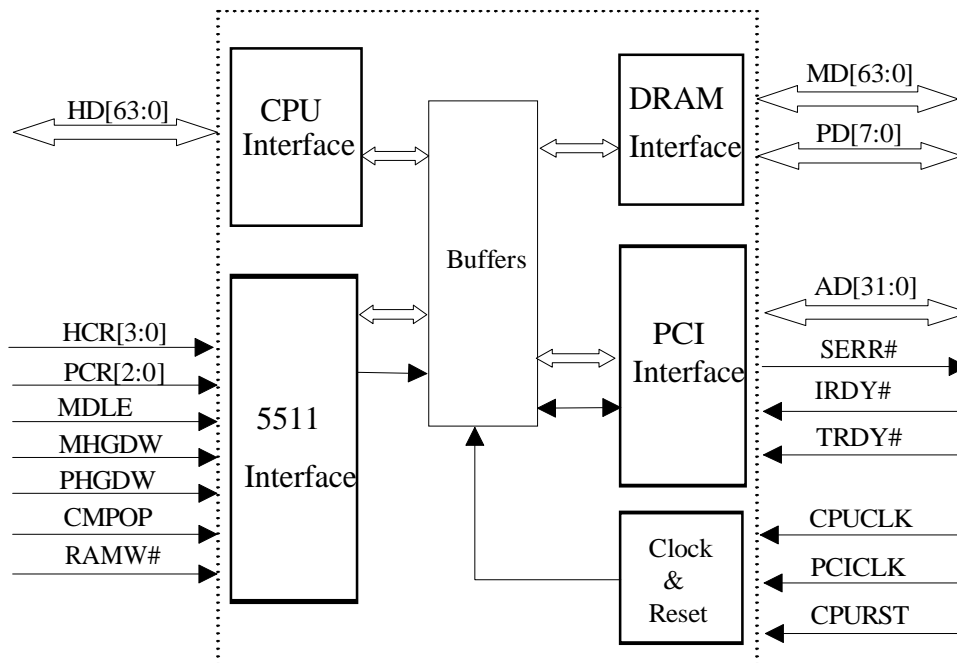 HD[63:0]
CPU
Interface
DRAM
Interface
MD[63:0]
PD[7:0]
Buffers
HCR[3:0]
PCR[2:0]
MDLE
MHGDW
PHGDW
CMPOP
RAMW#
5511
Interface
PCI
Interface
AD[31:0]
SERR#
IRDY#
TRDY#
Clock
&
Reset
CPUCLK
PCICLK
CPURST